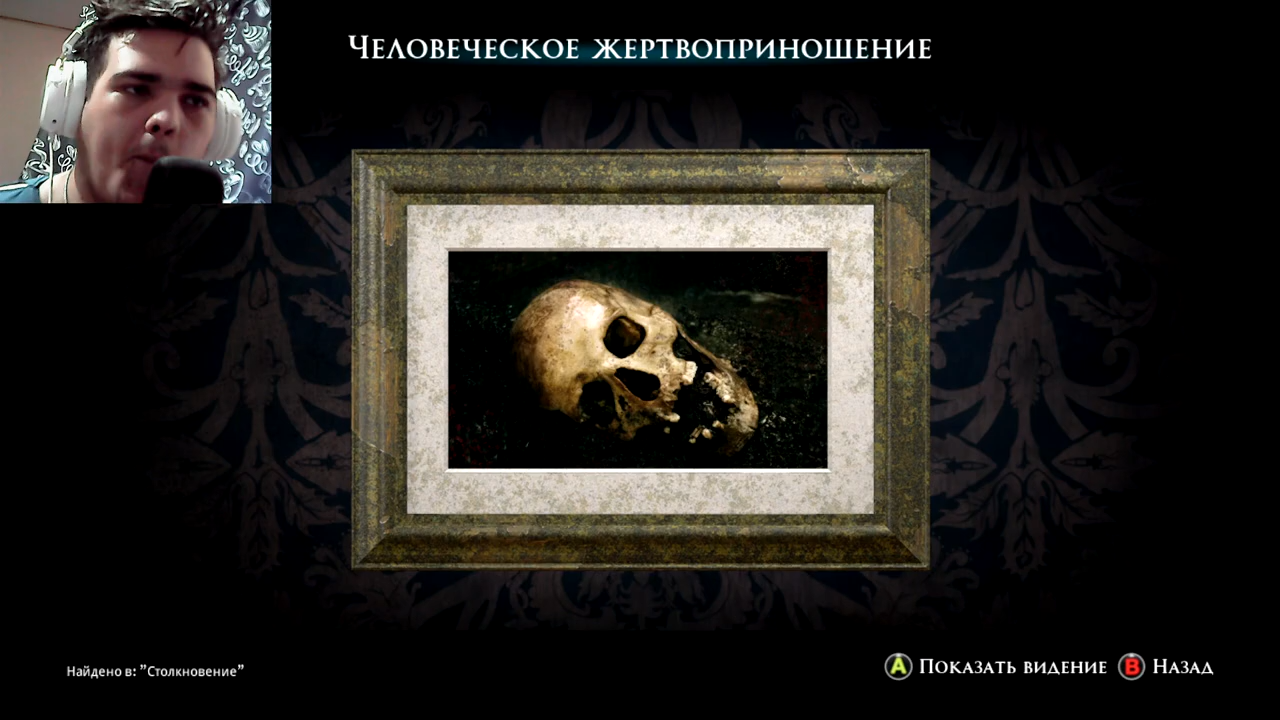 Человеческое жертвоприношение
Найдено в: "Столкновение"
A Показать видение B Назад